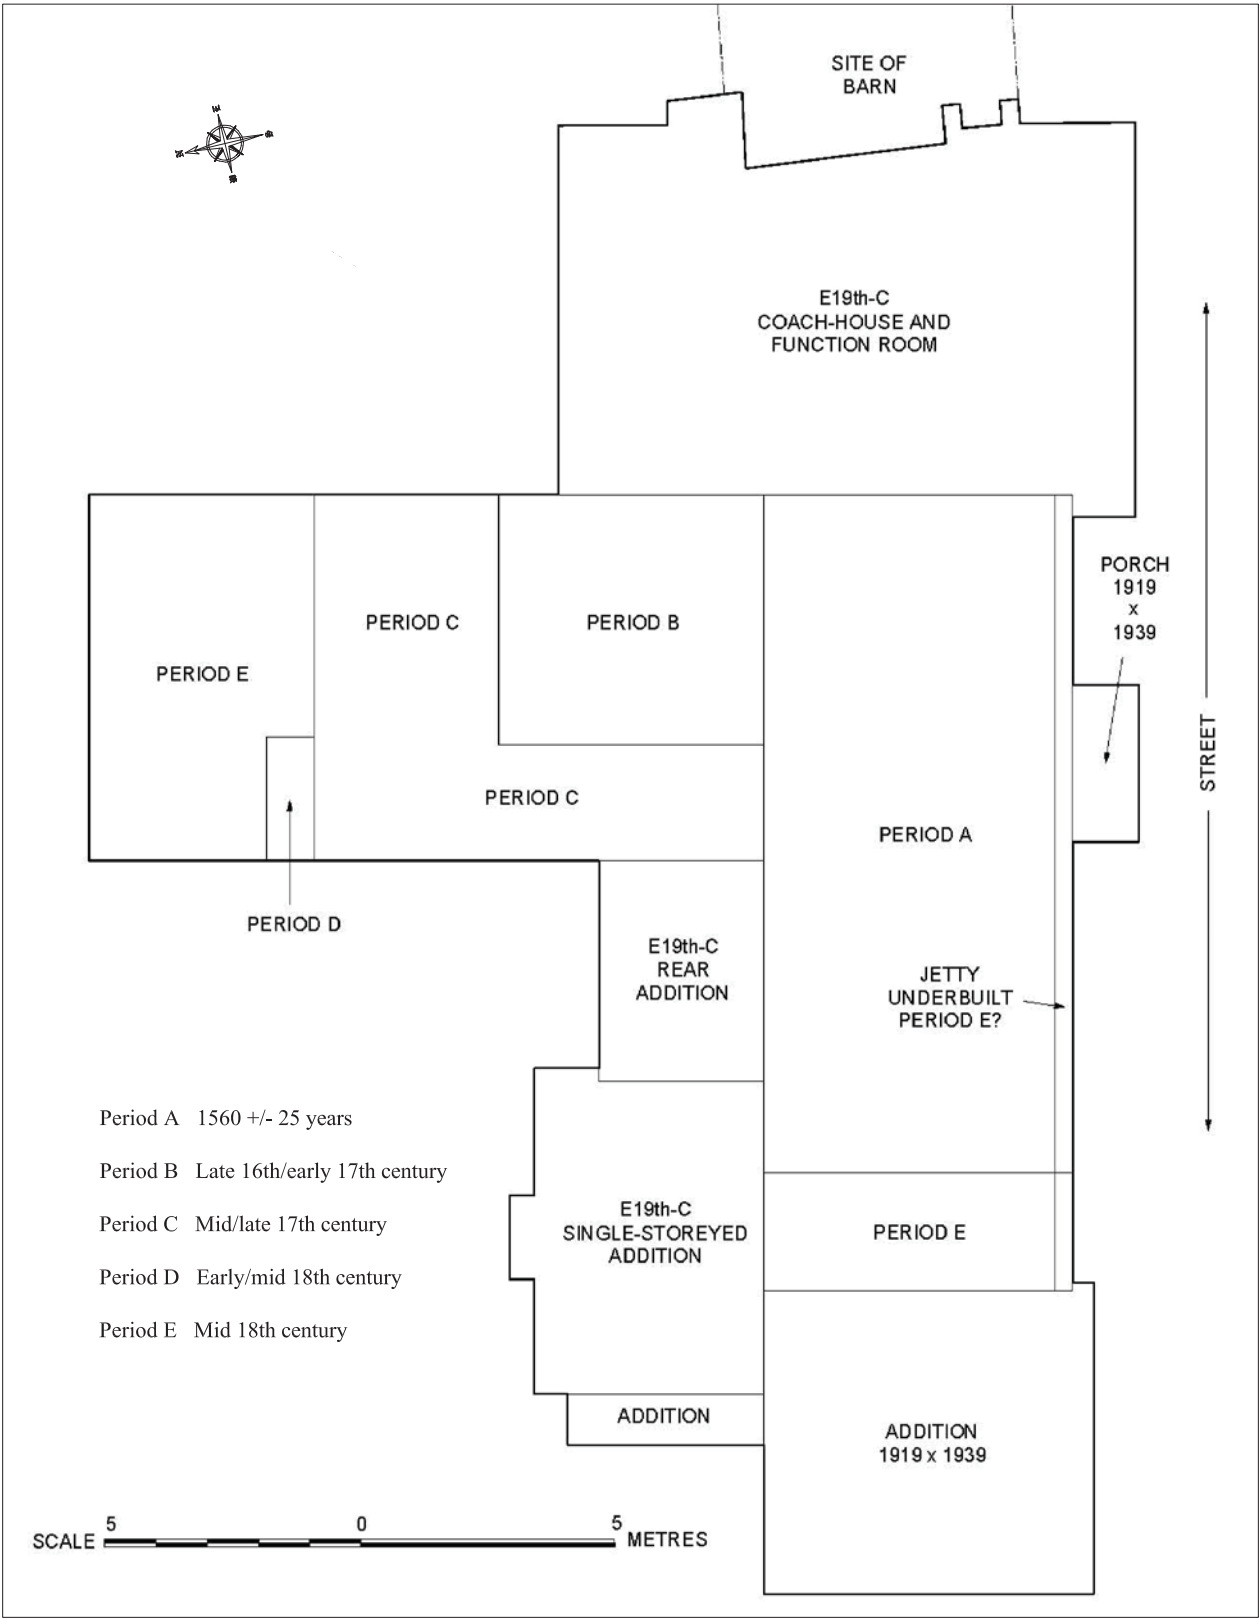 SITE OF
BARN
E19th-C
COACH-HOUSE AND
FUNCTION ROOM
PORCH
1919
x
1939
PERIOD C
PERIOD B
PERIOD E
STREET
PERIOD C
PERIOD A
PERIOD D
E19th-C
REAR
ADDITION
JETTY
UNDERBUILT
PERIOD E?
Period A 1560 +/- 25 years
Period B Late 16th/early 17th century
Period C Mid/late 17th century
Period D Early/mid 18th century
Period E Mid 18th century
E19th-C
SINGLE-STOREYED
ADDITION
PERIOD E
ADDITION
ADDITION
1919 x 1939
SCALE 5 0 5 METRES